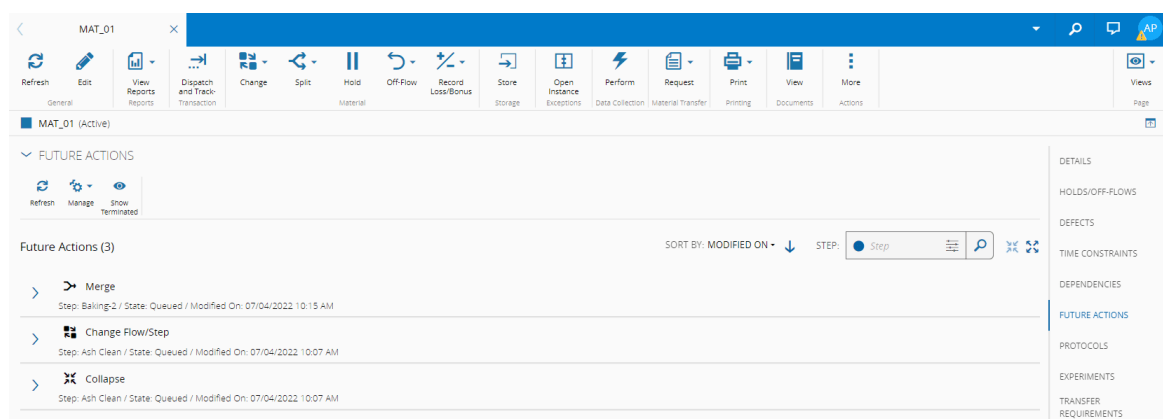 MAT_01
AP
Refresh
Edit
View Reports
Dispatch and Track-
Change
Split
Hold
Off-Flow
Record Loss/Bonus
Store
Open Instance
Perform
Request
Print
View
More
Views
General
Reports
Transaction
Material
Storage
Exceptions
Data Collection
Material Transfer
Printing
Documents
Actions
Page
MAT_01 (Active)
FUTURE ACTIONS
Refresh
Manage
Show Terminated
Future Actions (3)
SORT BY: MODIFIED ON
STEP:
Step
Merge
Step: Baking-2 / State: Queued / Modified On: 07/04/2022 10:15 AM
Change Flow/Step
Step: Ash Clean / State: Queued / Modified On: 07/04/2022 10:07 AM
Collapse
Step: Ash Clean / State: Queued / Modified On: 07/04/2022 10:07 AM
DETAILS
HOLDS/OFF-FLOWS
DEFECTS
TIME CONSTRAINTS
DEPENDENCIES
FUTURE ACTIONS
PROTOCOLS
EXPERIMENTS
TRANSFER
REQUIREMENTS